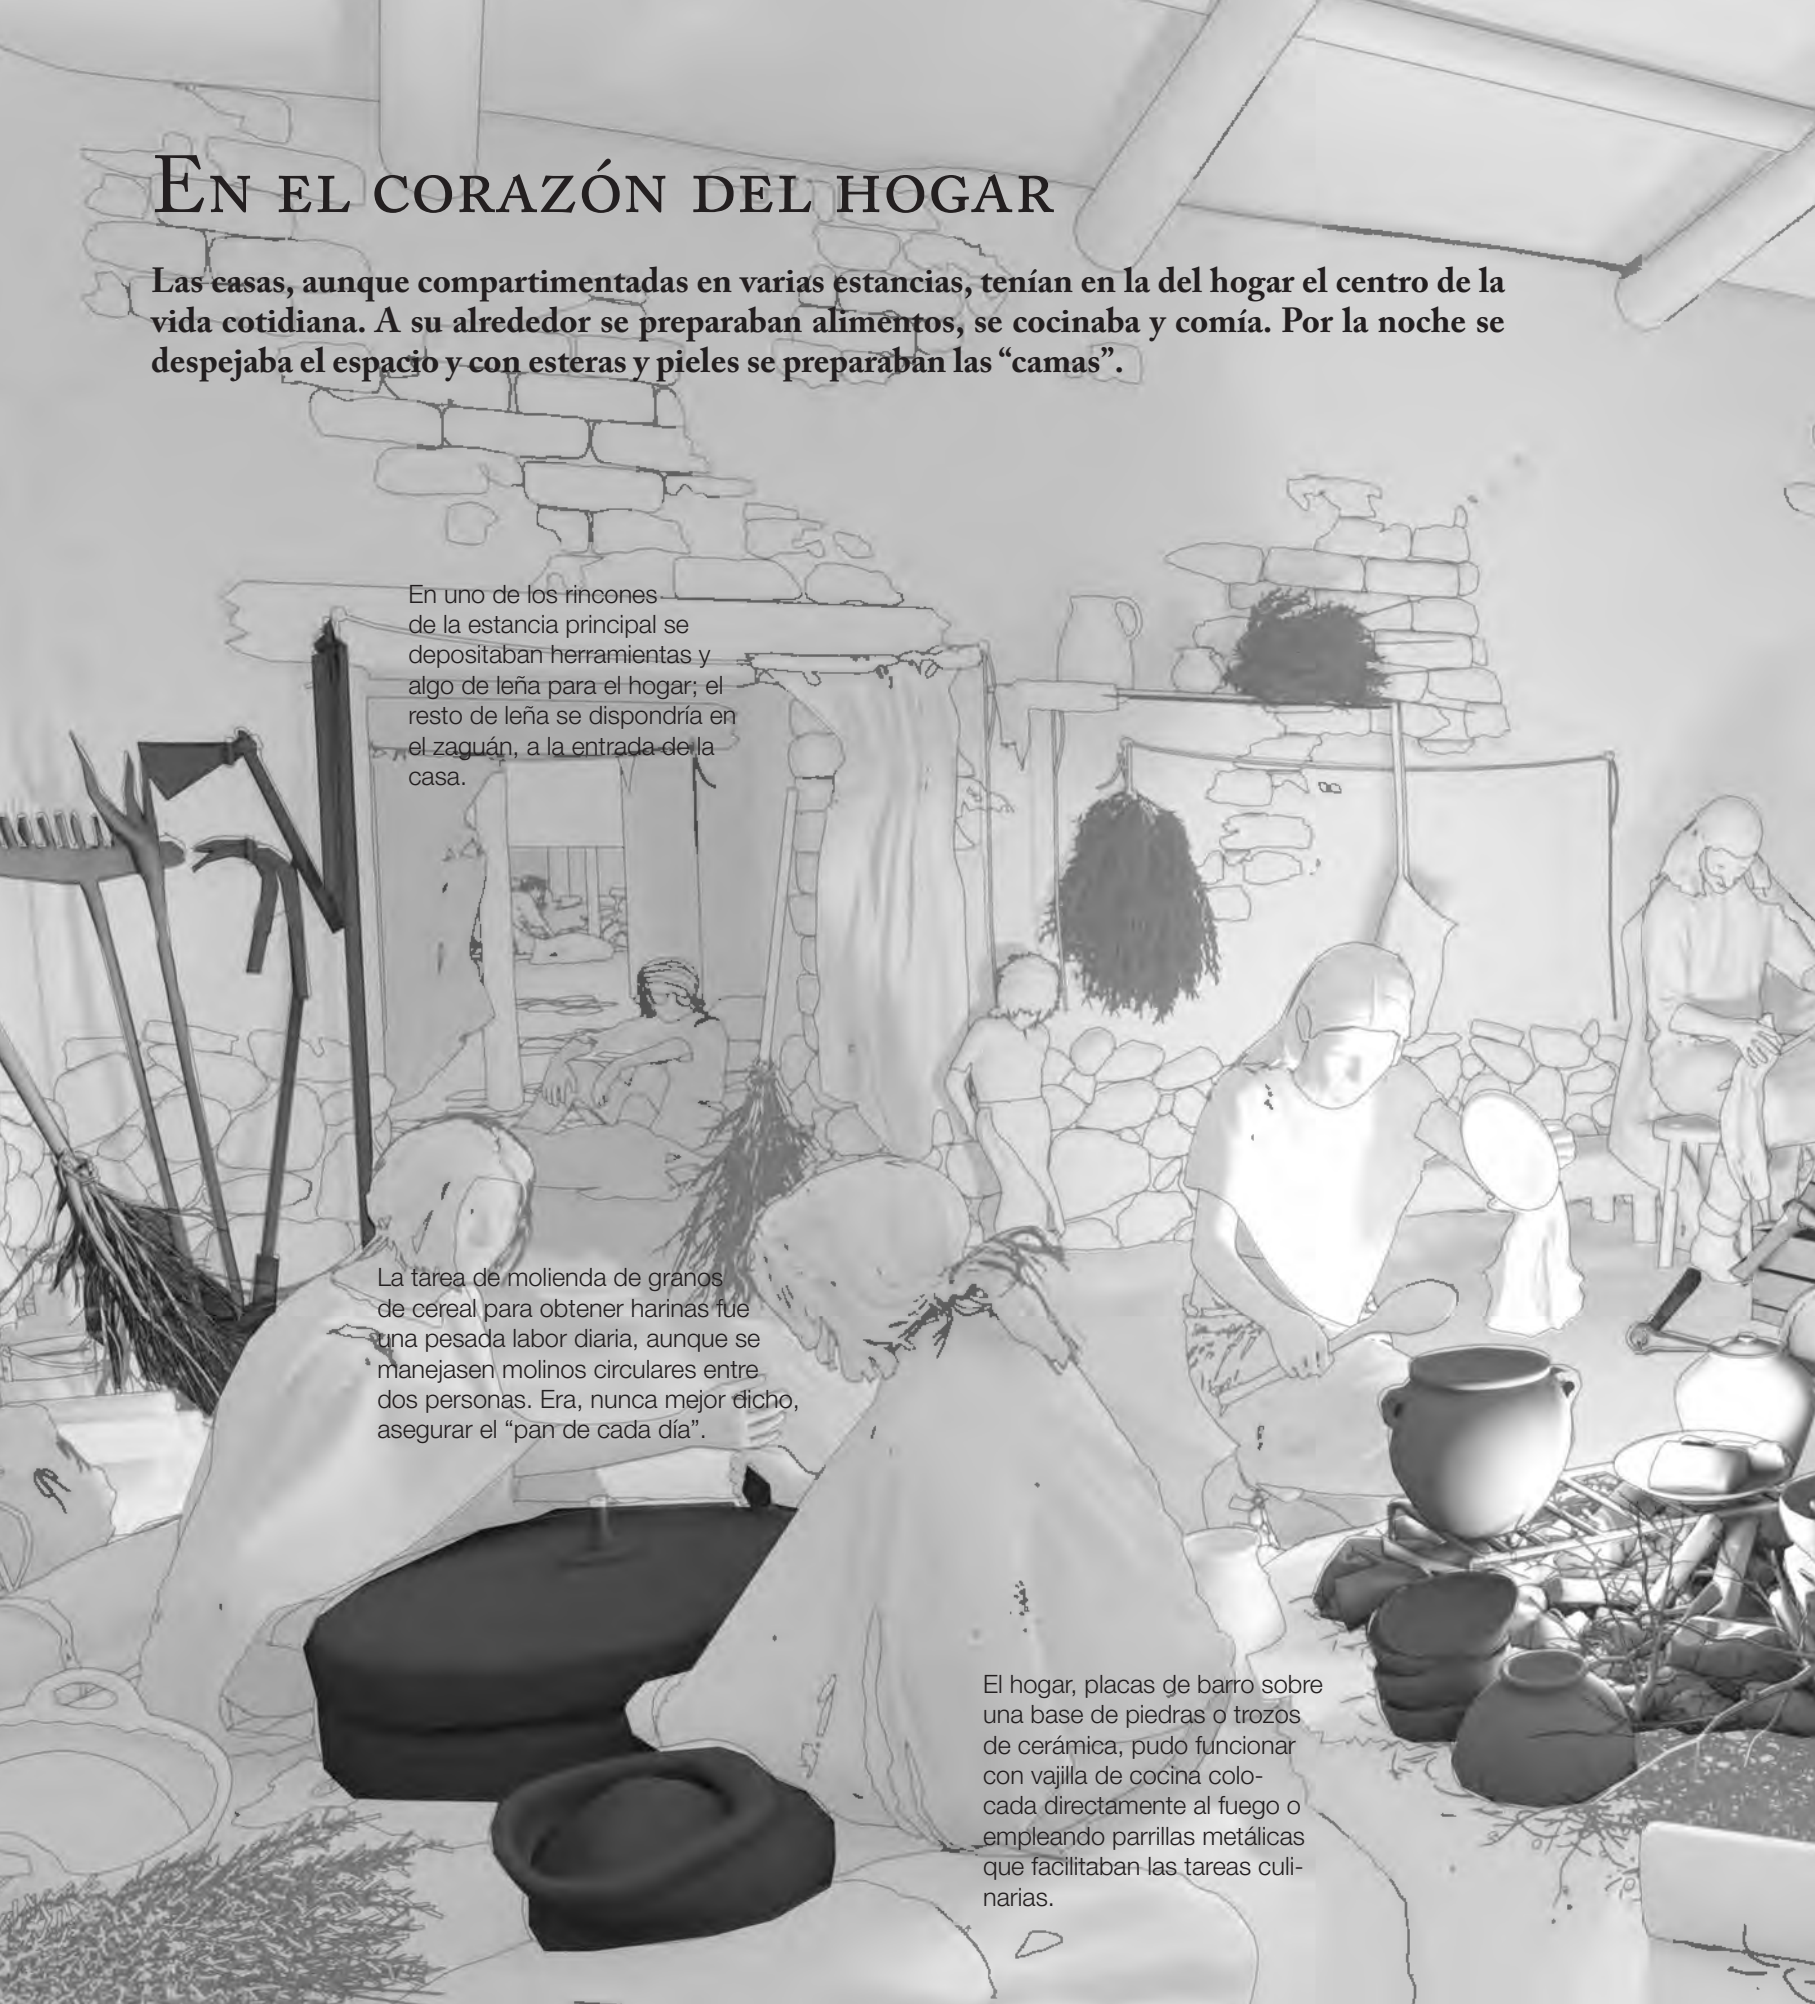 En el corazón del hogar
Las casas, aunque compartimentadas en varias estancias, tenían en la del hogar el centro de la
vida cotidiana. A su alrededor se preparaban alimentos, se cocinaba y comía. Por la noche se
despejaba el espacio y con esteras y pieles se preparaban las “camas”.
En uno de los rincones
de la estancia principal se
depositaban herramientas y
algo de leña para el hogar; el
resto de leña se dispondría en
el zaguán, a la entrada de la
casa.
La tarea de molienda de granos
de cereal para obtener harinas fue
una pesada labor diaria, aunque se
manejasen molinos circulares entre
dos personas. Era, nunca mejor dicho,
asegurar el “pan de cada día”.
El hogar, placas de barro sobre
una base de piedras o trozos
de cerámica, pudo funcionar
con vajilla de cocina colo-
cada directamente al fuego o
empleando parrillas metálicas
que facilitaban las tareas culi-
narias.